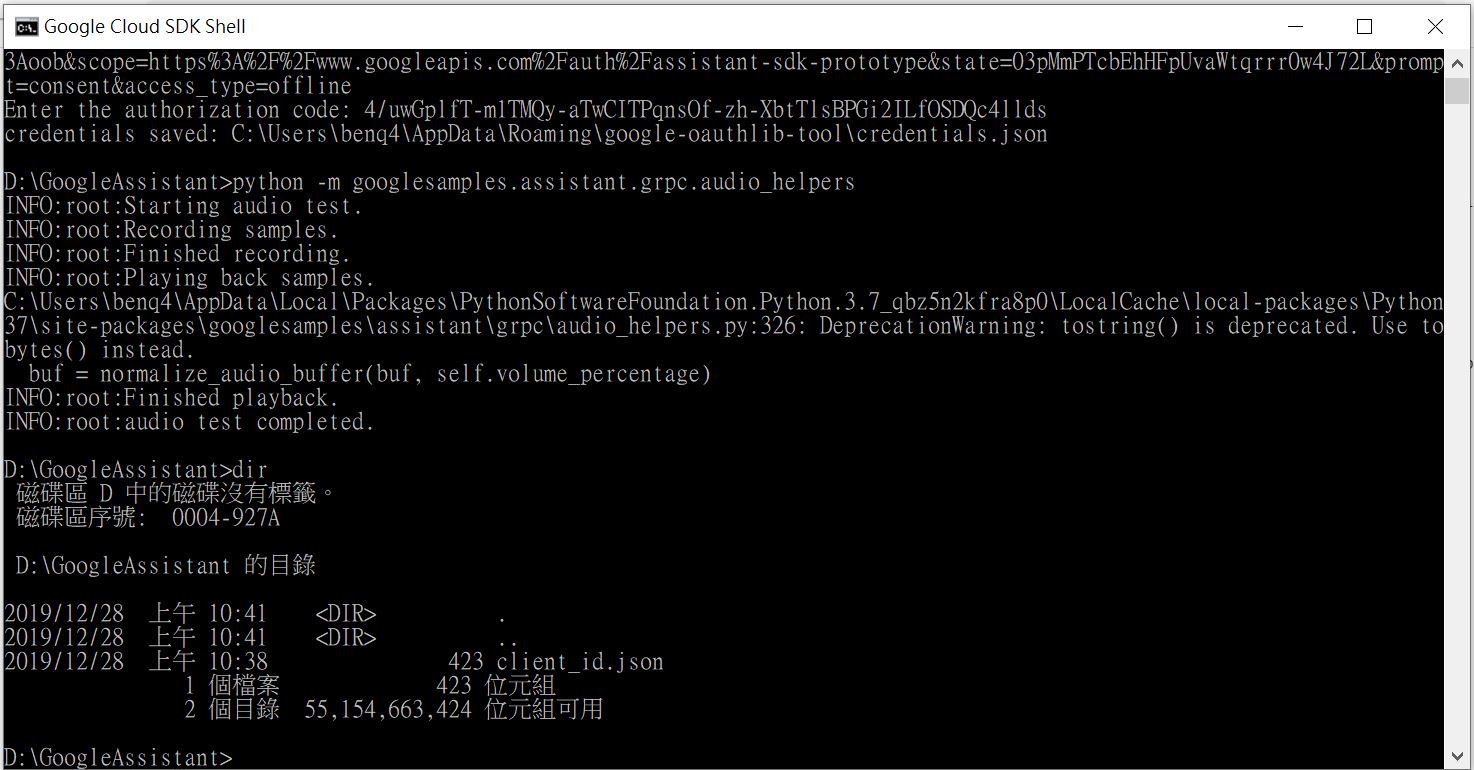 Google Cloud SDK Shell
3Aoob&scope=https%3A%2F%2Fwww.googleapis.com%2Fauth%2Fassistant-sdk-prototype&state=O3pMmPTcbEhHFpUvaWtqrrrOw4J72L&promp
t=consent&access_type=offline
Enter the authorization code: 4/uwGplfT-m1TMQy-aTwCITPqnsOf-zh-XbtTlsBPGi2ILfOSDQc4llds
credentials saved: C:\Users\benq4\AppData\Roaming\google-oauthlib-tool\credentials.json
D:\GoogleAssistant>python -m googlesamples.assistant.grpc.audio_helpers
INFO:root:Starting audio test.
INFO:root:Recording samples.
INFO:root:Finished recording.
INFO:root:Playing back samples.
C:\Users\benq4\AppData\Local\Packages\PythonSoftwareFoundation.Python.3.7_qbz5n2kfra8p0\LocalCache\local-packages\Python
37\site-packages\googlesamples\assistant\grpc\audio_helpers.py:326: DeprecationWarning: tostring() is deprecated. Use to
bytes() instead.
buf = normalize_audio_buffer(buf, self.volume_percentage)
INFO:root:Finished playback.
INFO:root:audio test completed.
D:\GoogleAssistant>dir
磁碟區 D 中的磁碟沒有標籤。
磁碟區序號: 0004-927A
D:\GoogleAssistant 的目錄
2019/12/28 上午 10:41 <DIR> .
2019/12/28 上午 10:41 <DIR> ..
2019/12/28 上午 10:38 423 client_id.json
1 個檔案 423 位元組
2 個目錄 55,154,663,424 位元組可用
D:\GoogleAssistant>